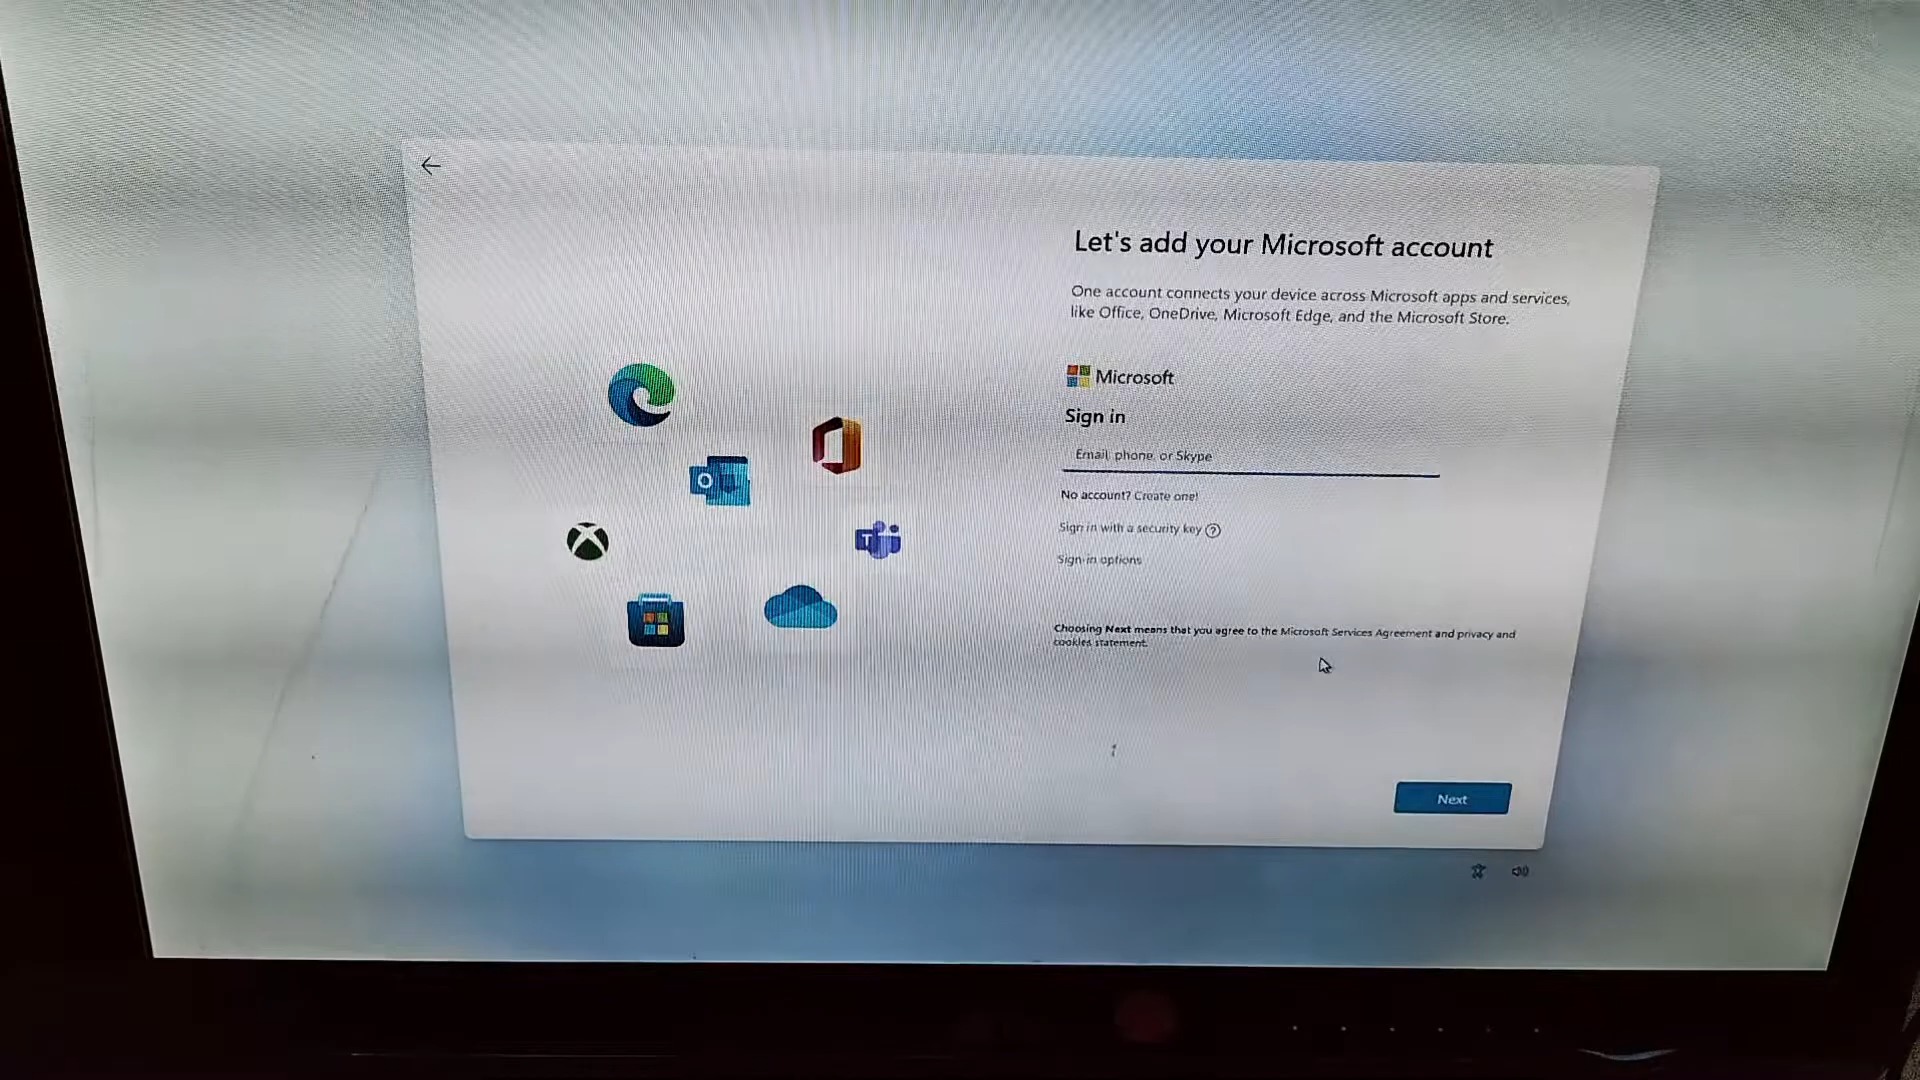 Let's add your Microsoft account
One account connects your device across Microsoft apps and services,
like Office, OneDrive, Microsoft Edge, and the Microsoft Store.
Microsoft
Sign in
Email, phone, or Skype
No account? Create one!
Sign in with a security key
Sign-in options
Choosing Next means that you agree to the Microsoft Services Agreement and privacy and
cookies statement.
Next